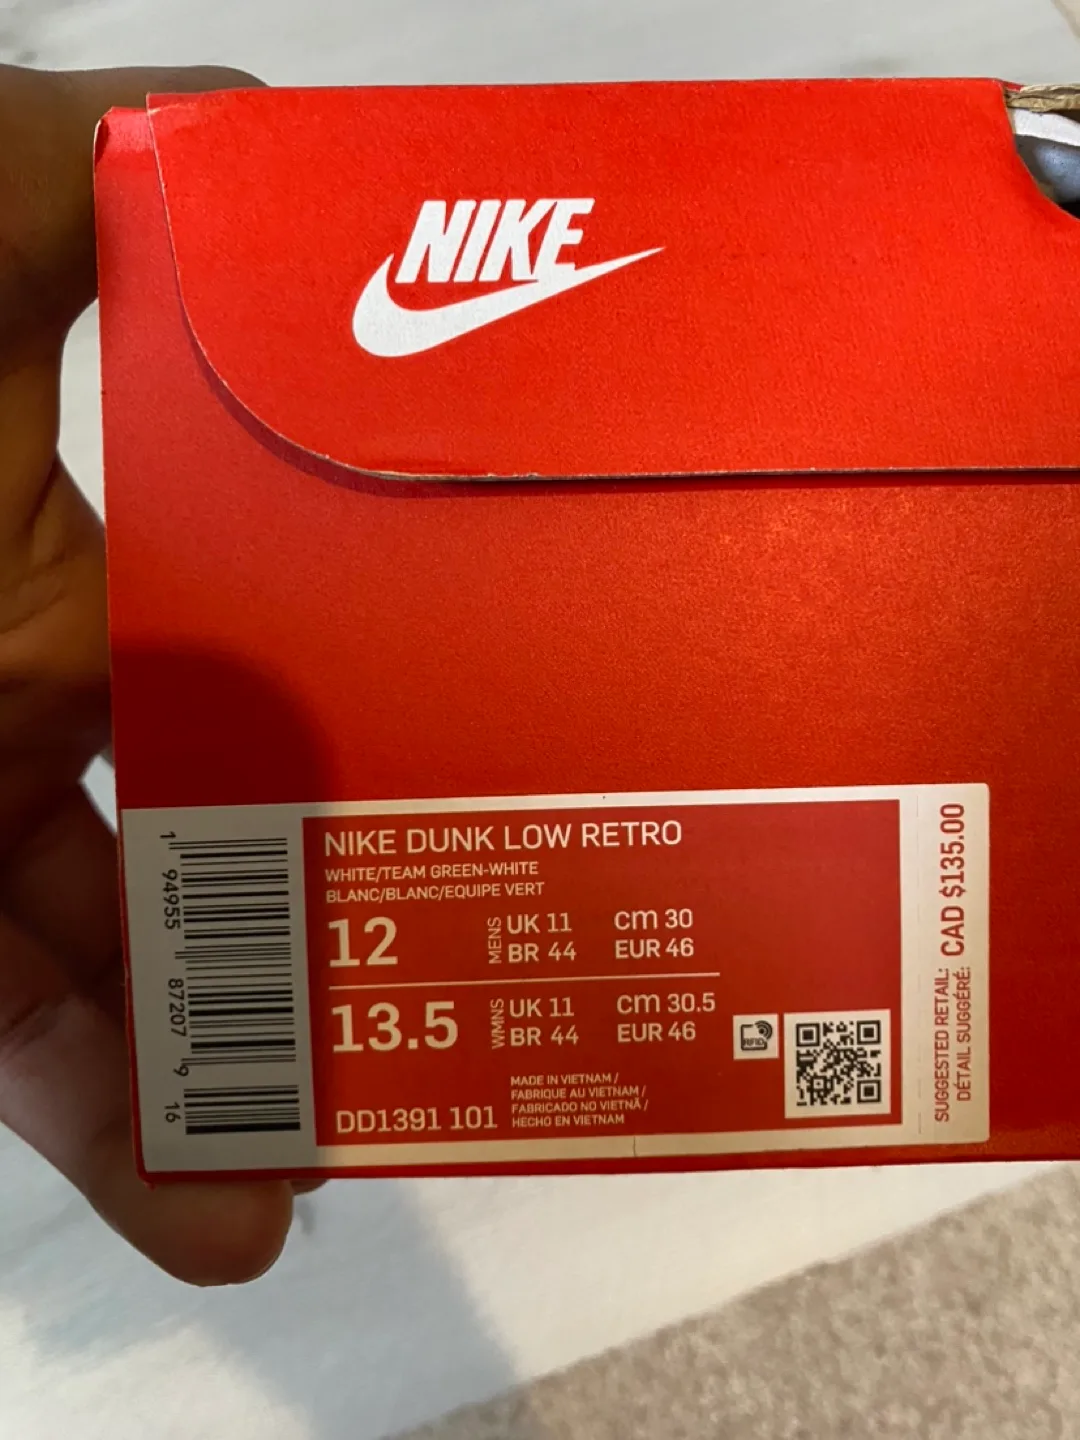 NIKE
NIKE DUNK LOW RETRO
WHITE/TEAM GREEN-WHITE
BLANC/BLANC/EQUIPE VERT
12 MENS UK 11 cm 30
BR 44 EUR 46
13.5 WMNS UK 11 cm 30.5
BR 44 EUR 46
RFID
MADE IN VIETNAM /
FABRIQUE AU VIETNAM /
FABRICADO NO VIETNÃ /
HECHO EN VIETNAM
DD1391 101
1 94955 87207 9 16
SUGGESTED RETAIL: CAD $135.00
DÉTAIL SUGGÉRÉ: